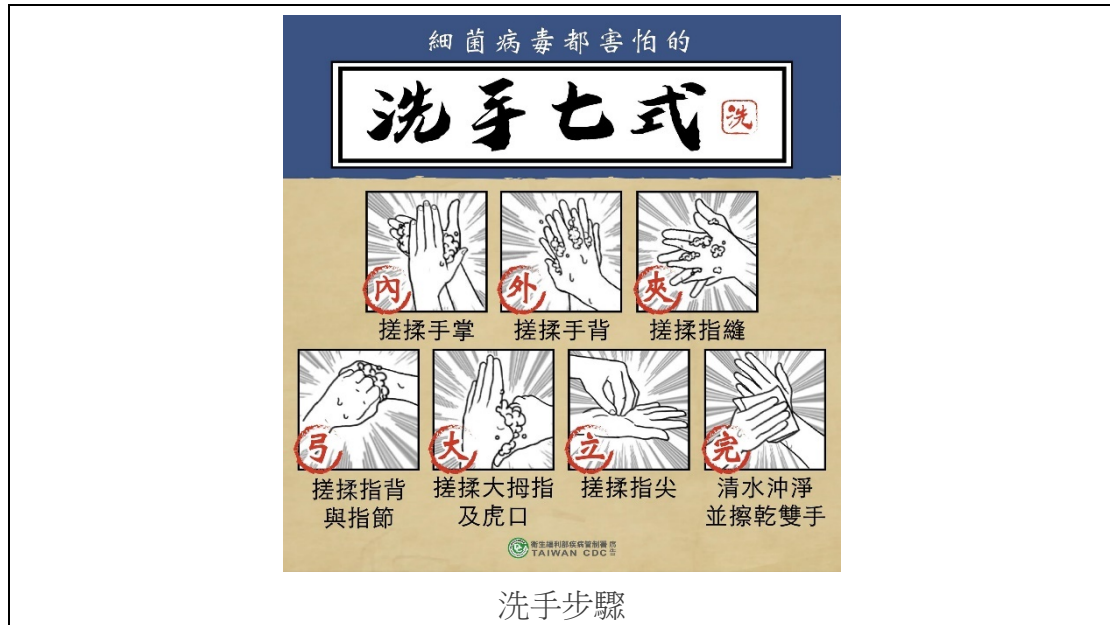 細菌病毒都害怕的
洗手七式 洗
內 外 夾
搓揉手掌 搓揉手背 搓揉指縫
弓 大 立 完
搓揉指背 搓揉大拇指 搓揉指尖 清水沖淨
與指節 及虎口 並擦乾雙手
衛生福利部疾病管制署
TAIWAN CDC
洗手步驟